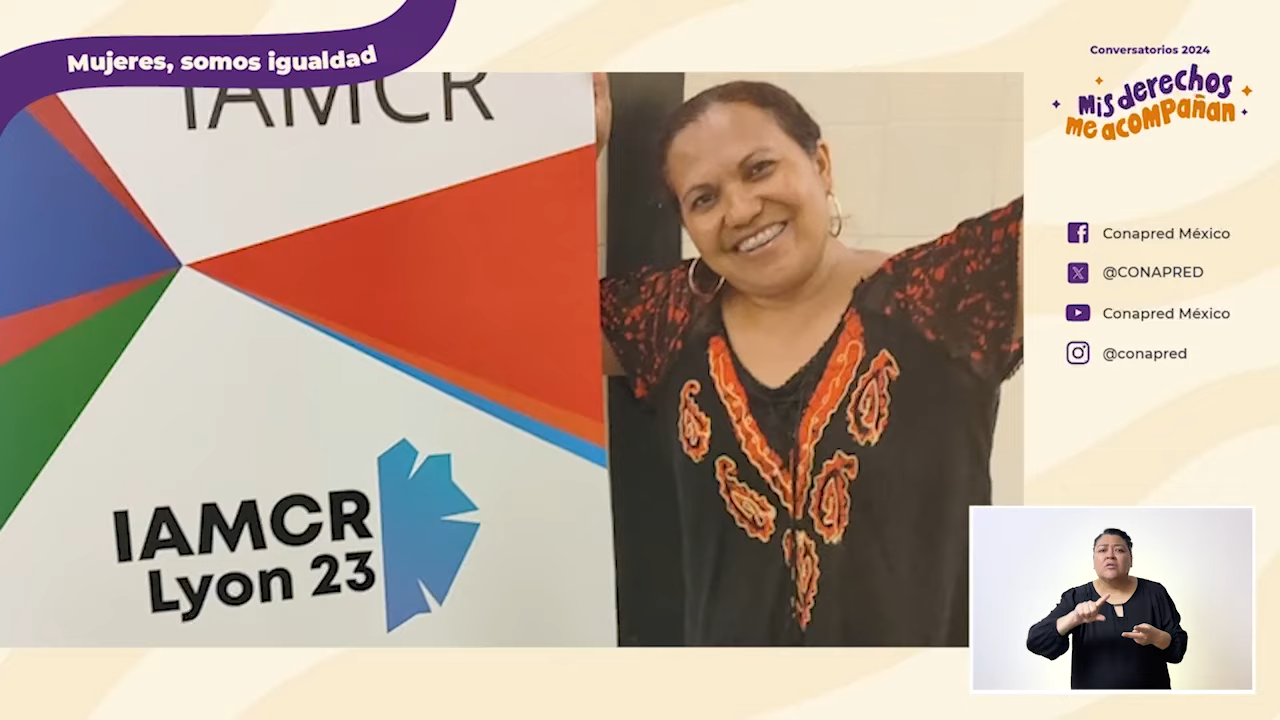 Mujeres, somos igualdad
IAMCR
IAMCR
Lyon 23
Conversatorios 2024
Mis derechos
me acompañan
Conapred México
@CONAPRED
Conapred México
@conapred